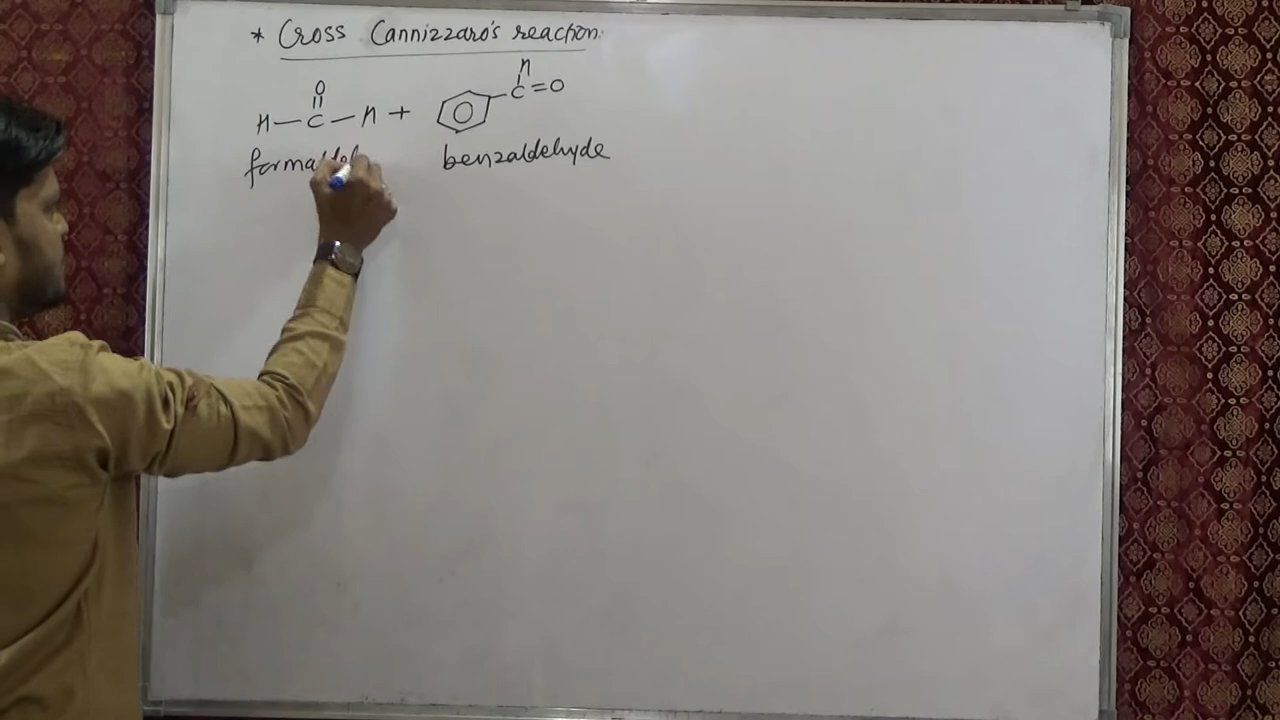 * Cross Cannizzaro's reaction.
H
O
H — C — H + C = O
benzaldehyde